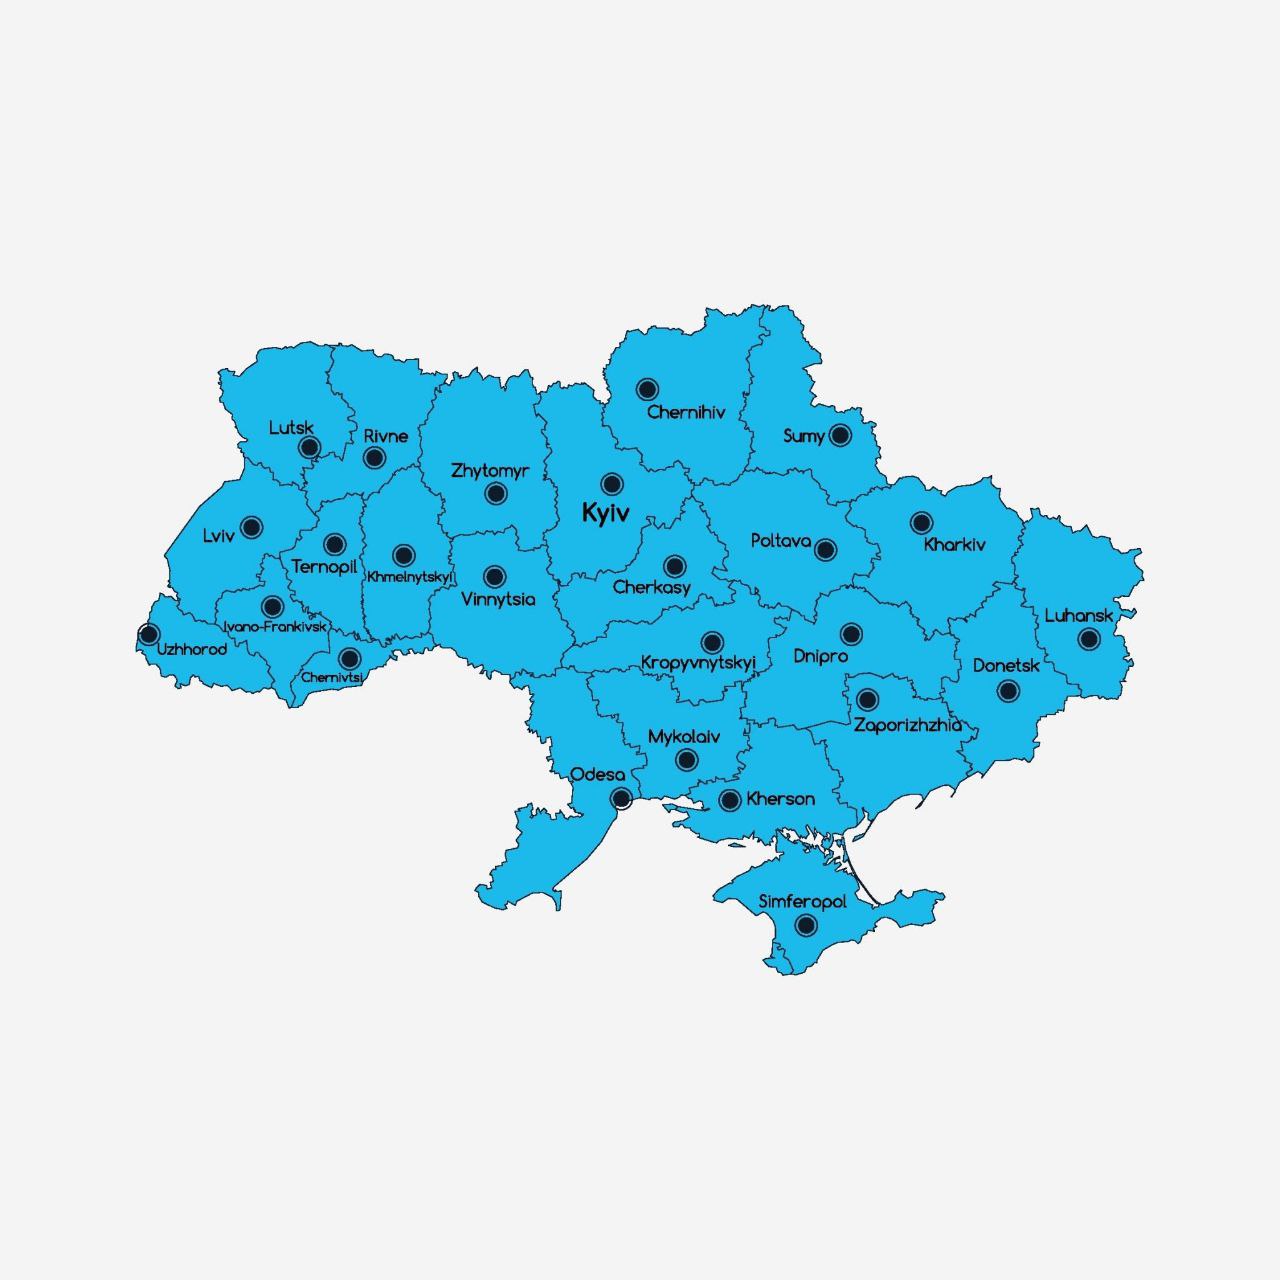 Chernihiv
Lutsk
Rivne
Sumy
Zhytomyr
Kyiv
Lviv
Poltava
Kharkiv
Ternopil
Khmelnytskyi
Cherkasy
Vinnytsia
Luhansk
Ivano-Frankivsk
Uzhhorod
Kropyvnytskyi
Dnipro
Donetsk
Chernivtsi
Zaporizhzhia
Mykolaiv
Odesa
Kherson
Simferopol